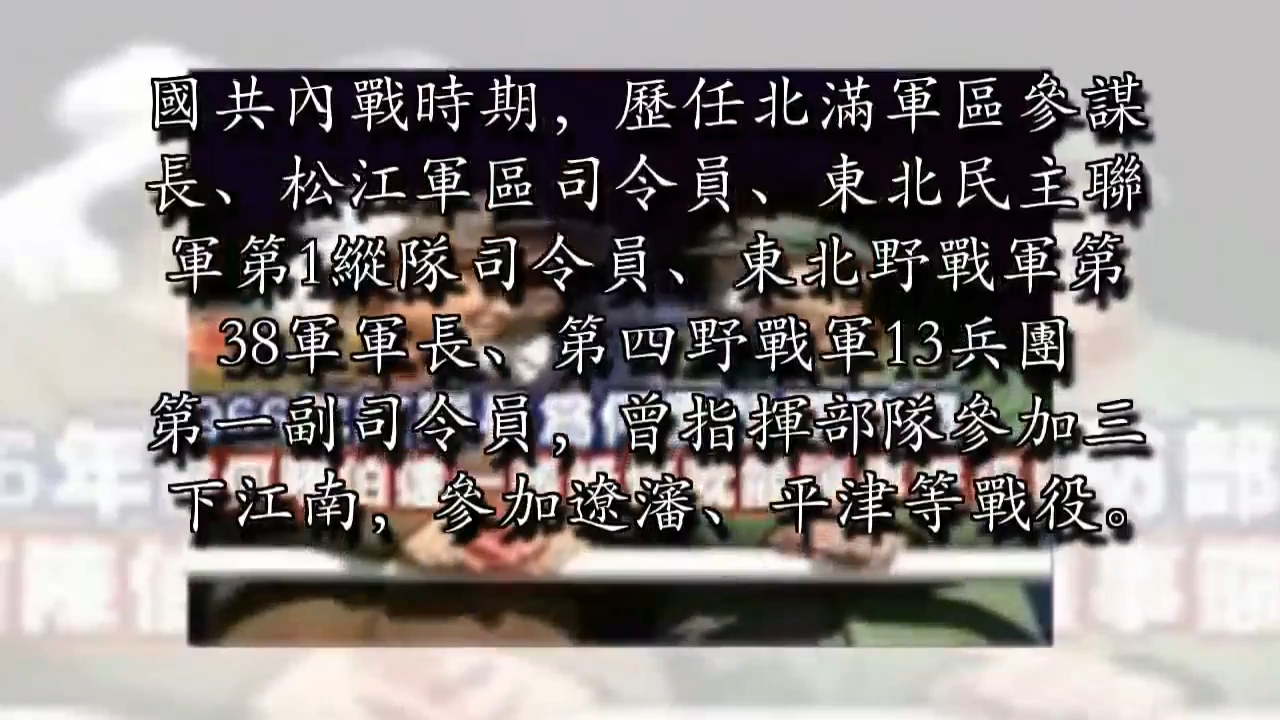 國共內戰時期，歷任北滿軍區參謀
長、松江軍區司令員、東北民主聯
軍第1縱隊司令員、東北野戰軍第
38軍軍長、第四野戰軍13兵團
第一副司令員，曾指揮部隊參加三
下江南，參加遼瀋、平津等戰役。